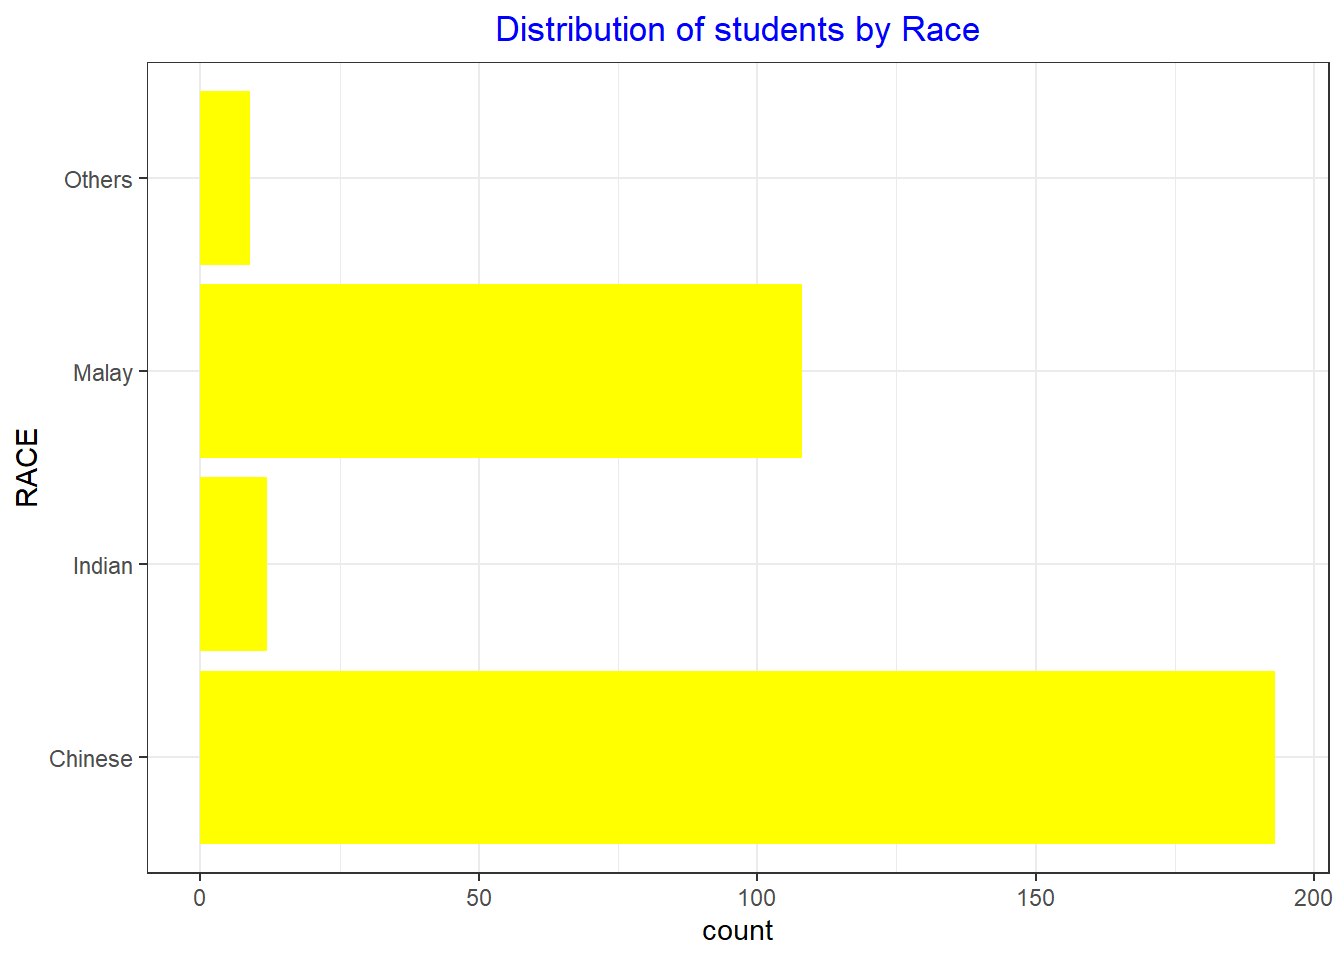 Distribution of students by Race
RACE
Others
Malay
Indian
Chinese
0 50 100 150 200
count